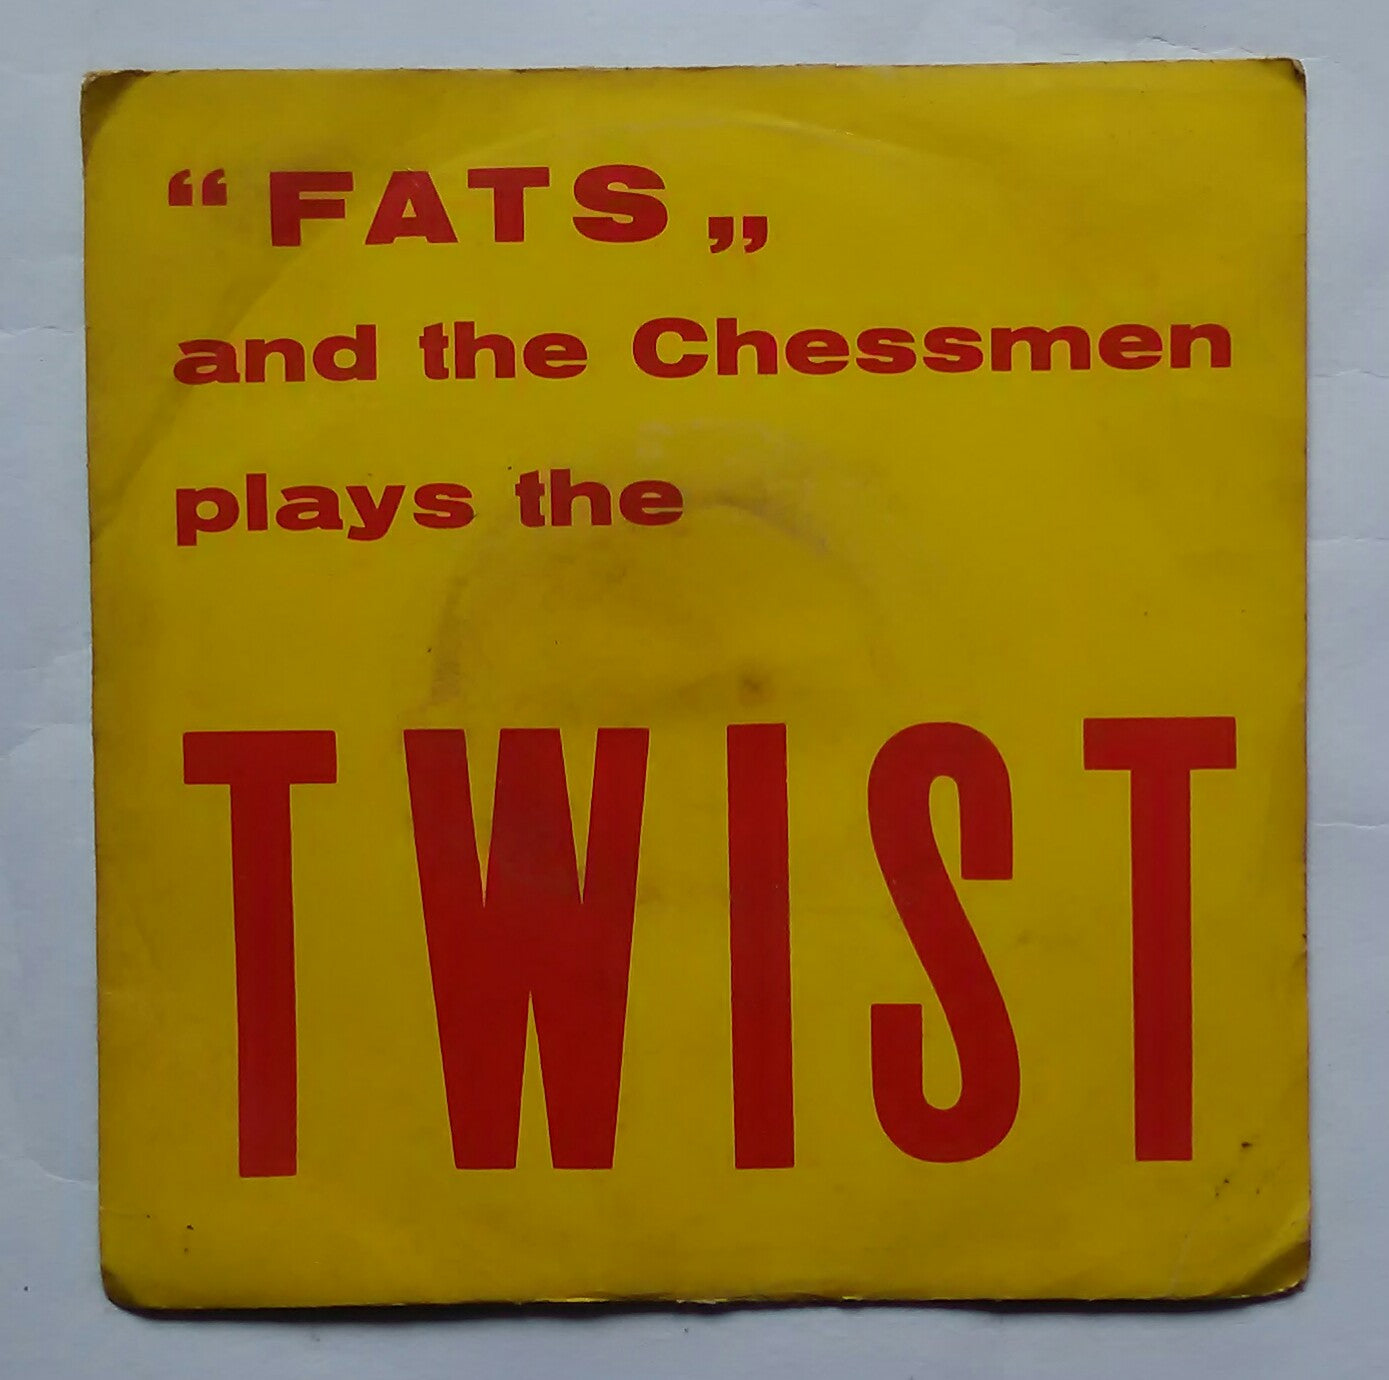 “ FATS „
and the Chessmen
plays the
TWIST